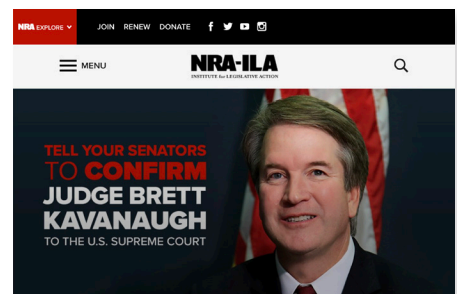 NRA EXPLORE
JOIN RENEW DONATE
MENU
NRA-ILA
INSTITUTE for LEGISLATIVE ACTION
TELL YOUR SENATORS
TO CONFIRM
JUDGE BRETT
KAVANAUGH
TO THE U.S. SUPREME COURT